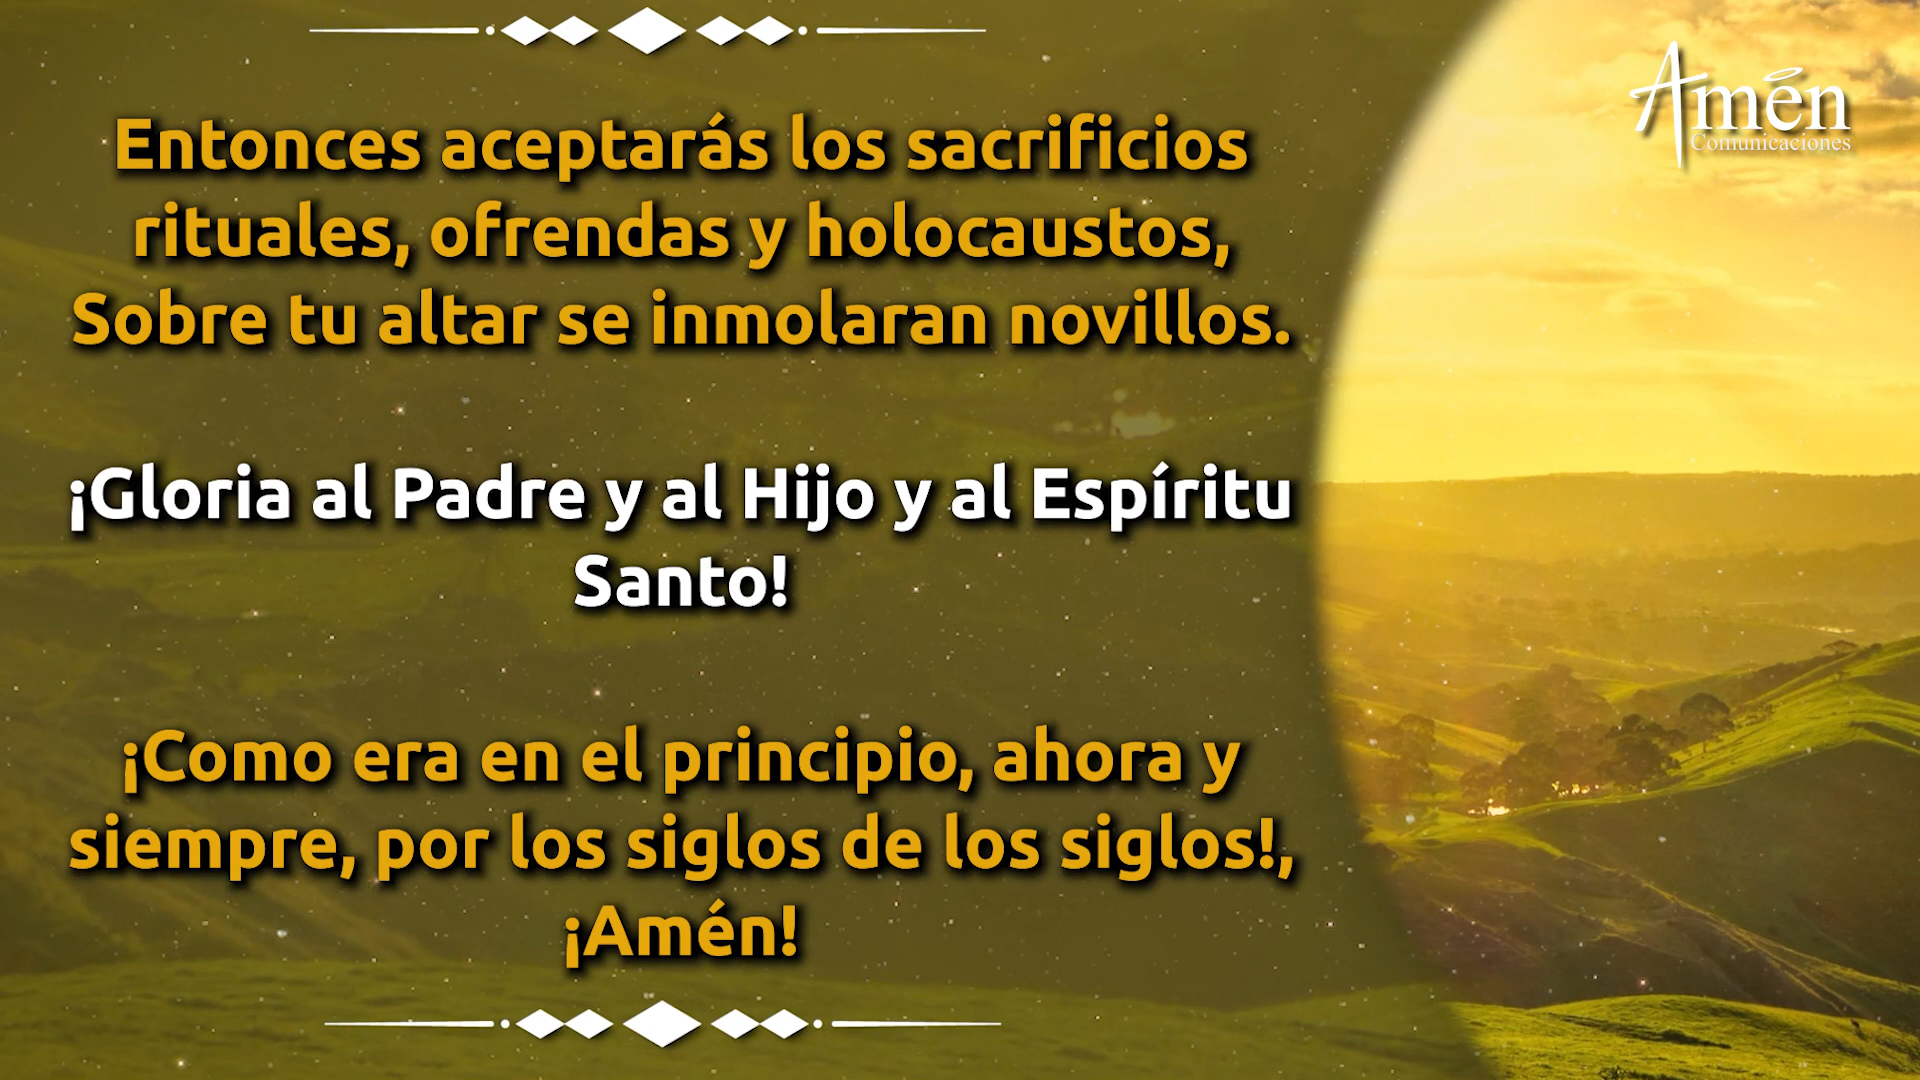 Entonces aceptarás los sacrificios
rituales, ofrendas y holocaustos,
Sobre tu altar se inmolaran novillos.
¡Gloria al Padre y al Hijo y al Espíritu
Santo!
¡Como era en el principio, ahora y
siempre, por los siglos de los siglos!,
¡Amén!
Amén
Comunicaciones